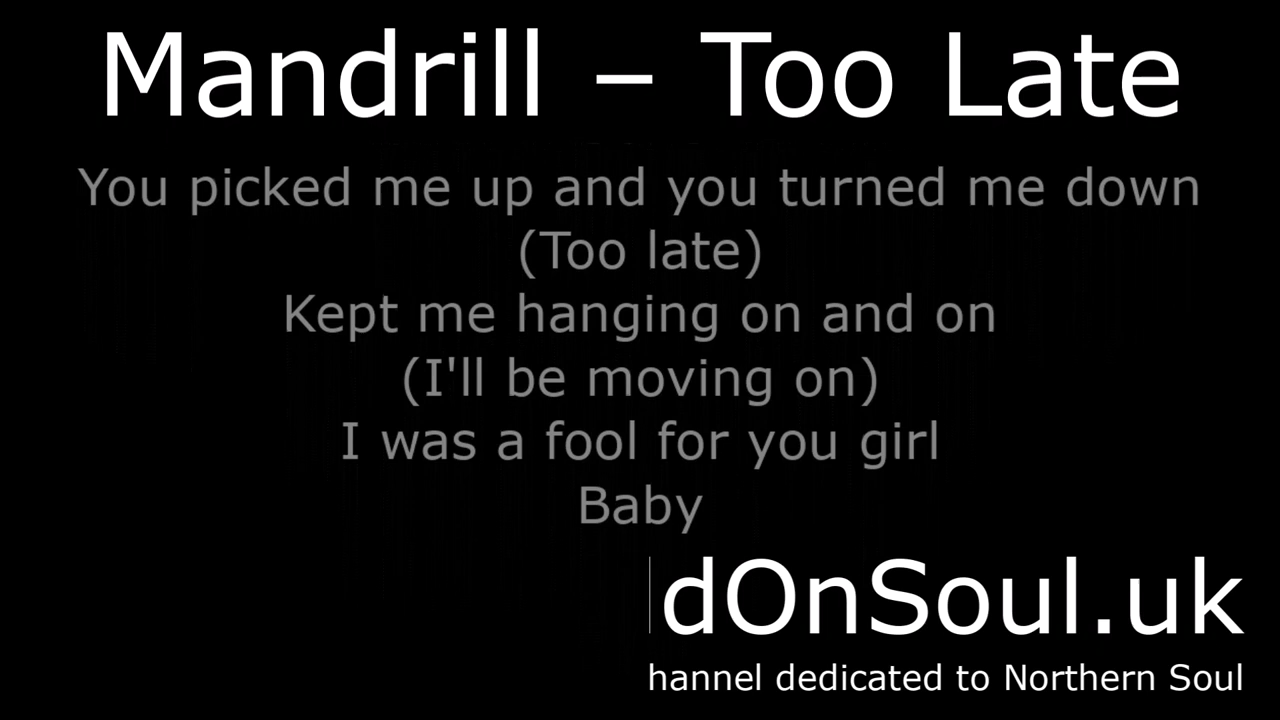 Mandrill – Too Late
You picked me up and you turned me down
(Too late)
Kept me hanging on and on
(I'll be moving on)
I was a fool for you girl
Baby
dOnSoul.uk
hannel dedicated to Northern Soul